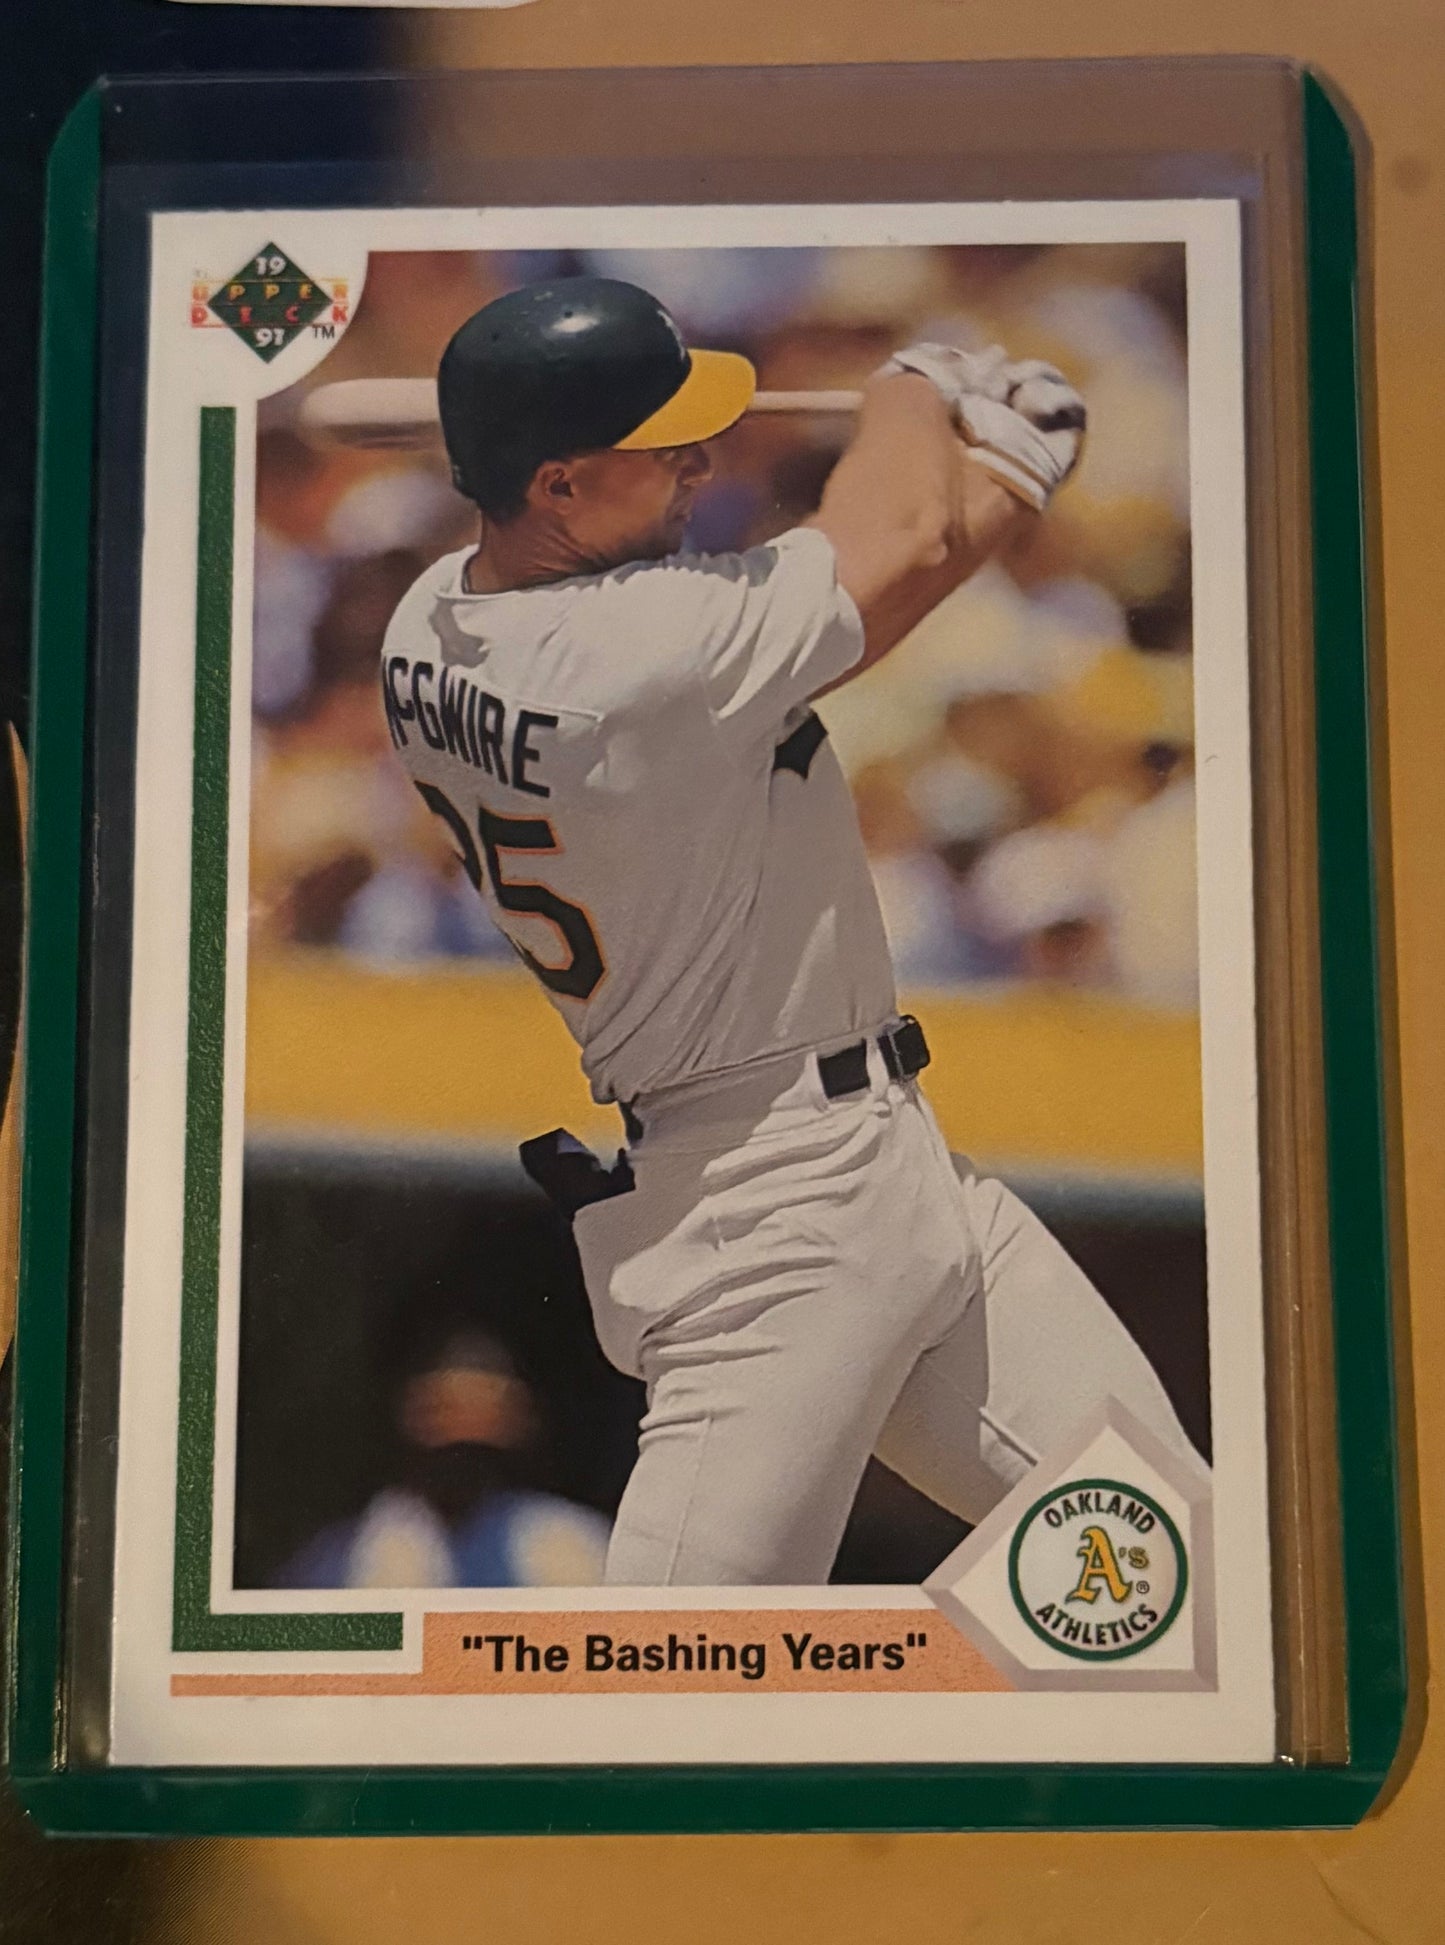 19
UPPER
DECK
91 TM
McGWIRE
25
OAKLAND
A's ®
ATHLETICS
"The Bashing Years"